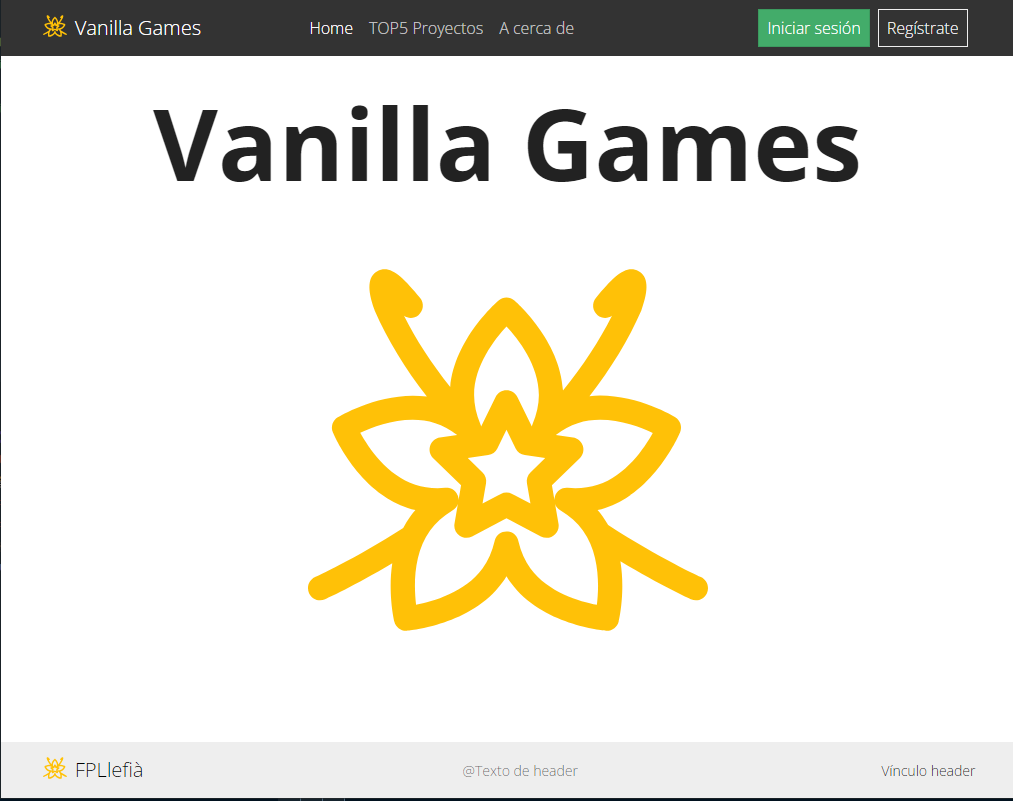 Vanilla Games
Home TOP5 Proyectos A cerca de
Iniciar sesión
Regístrate
Vanilla Games
FPLlefià
@Texto de header
Vínculo header